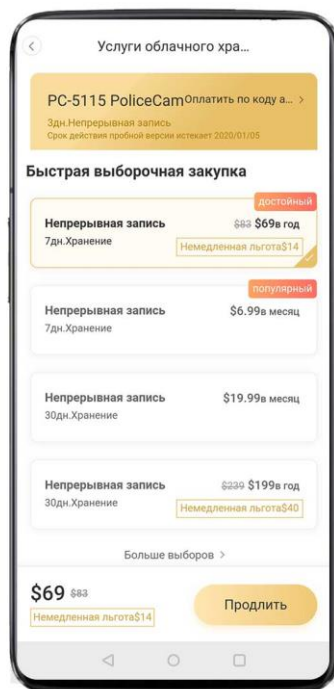 Услуги облачного хра...
PC-5115 PoliceCam Оплатить по коду а... >
3дн.Непрерывная запись
Срок действия пробной версии истекает 2020/01/05
Быстрая выборочная закупка
достойный
Непрерывная запись $83 $69в год
7дн.Хранение Немедленная льгота$14
популярный
Непрерывная запись $6.99в месяц
7дн.Хранение
Непрерывная запись $19.99в месяц
30дн.Хранение
Непрерывная запись $239 $199в год
30дн.Хранение Немедленная льгота$40
Больше выборов >
$69 $83
Немедленная льгота$14
Продлить